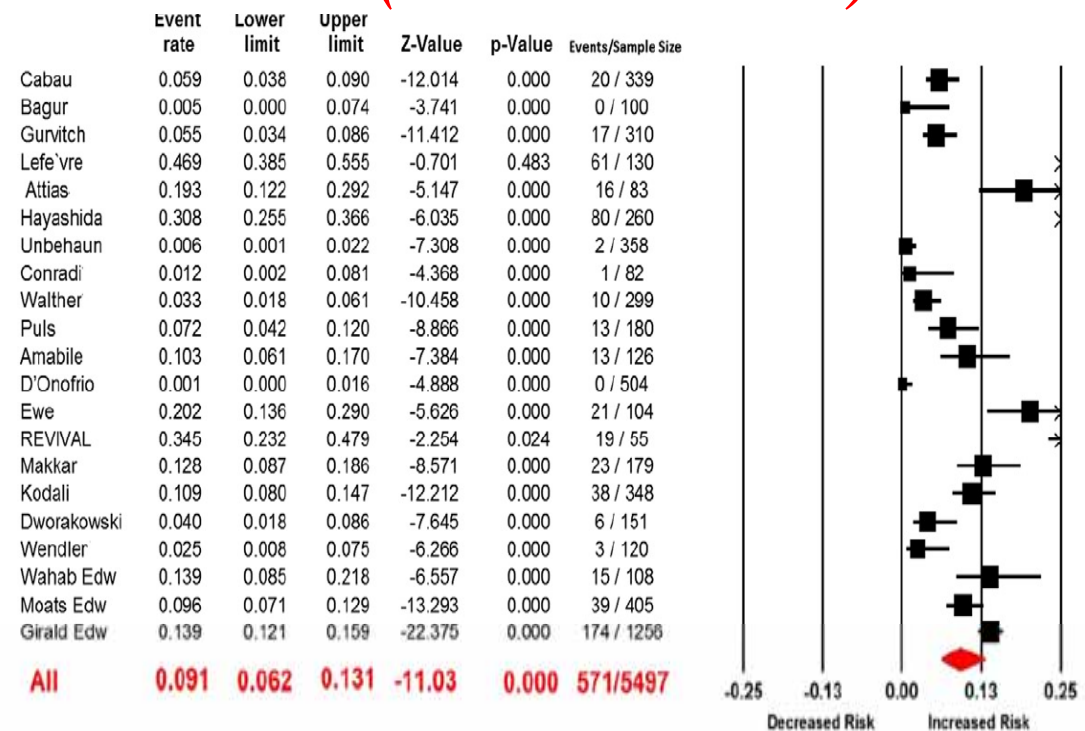 Event rate Lower limit Upper limit Z-Value p-Value Events/Sample Size
Cabau 0.059 0.038 0.090 -12.014 0.000 20 / 339
Bagur 0.005 0.000 0.074 -3.741 0.000 0 / 100
Gurvitch 0.055 0.034 0.086 -11.412 0.000 17 / 310
Lefe`vre 0.469 0.385 0.555 -0.701 0.483 61 / 130
Attias 0.193 0.122 0.292 -5.147 0.000 16 / 83
Hayashida 0.308 0.255 0.366 -6.035 0.000 80 / 260
Unbehaun 0.006 0.001 0.022 -7.308 0.000 2 / 358
Conradi 0.012 0.002 0.081 -4.368 0.000 1 / 82
Walther 0.033 0.018 0.061 -10.458 0.000 10 / 299
Puls 0.072 0.042 0.120 -8.866 0.000 13 / 180
Amabile 0.103 0.061 0.170 -7.384 0.000 13 / 126
D'Onofrio 0.001 0.000 0.016 -4.888 0.000 0 / 504
Ewe 0.202 0.136 0.290 -5.626 0.000 21 / 104
REVIVAL 0.345 0.232 0.479 -2.254 0.024 19 / 55
Makkar 0.128 0.087 0.186 -8.571 0.000 23 / 179
Kodali 0.109 0.080 0.147 -12.212 0.000 38 / 348
Dworakowski 0.040 0.018 0.086 -7.645 0.000 6 / 151
Wendler 0.025 0.008 0.075 -6.266 0.000 3 / 120
Wahab Edw 0.139 0.085 0.218 -6.557 0.000 15 / 108
Moats Edw 0.096 0.071 0.129 -13.293 0.000 39 / 405
Girald Edw 0.139 0.121 0.159 -22.375 0.000 174 / 1256
All 0.091 0.062 0.131 -11.03 0.000 571/5497
-0.25 -0.13 0.00 0.13 0.25
Decreased Risk Increased Risk